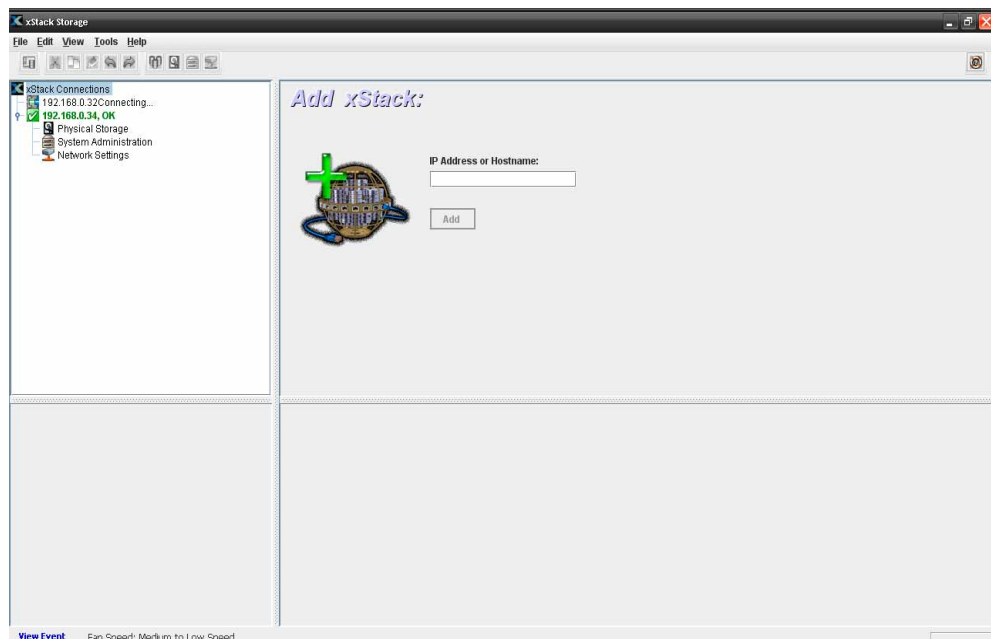 xStack Storage
File Edit View Tools Help
xStack Connections
192.168.0.32Connecting...
192.168.0.34, OK
Physical Storage
System Administration
Network Settings
Add xStack:
IP Address or Hostname:
Add
View Event Fan Speed: Medium to Low Speed